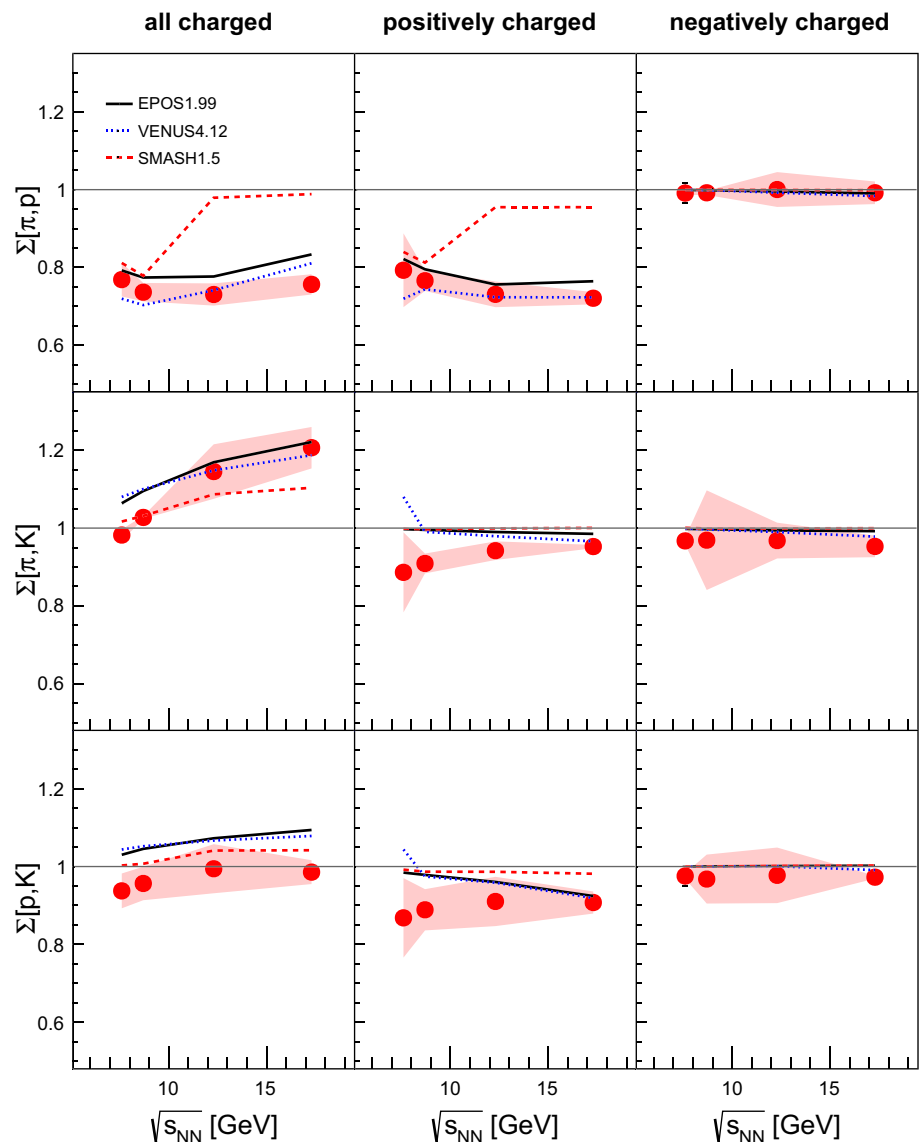 all charged positively charged negatively charged
EPOS1.99
VENUS4.12
SMASH1.5
Σ[π,p]
1.2
1
0.8
0.6
Σ[π,K]
1.2
1
0.8
0.6
Σ[p,K]
1.2
1
0.8
0.6
10 15 10 15 10 15
√sNN [GeV] √sNN [GeV] √sNN [GeV]